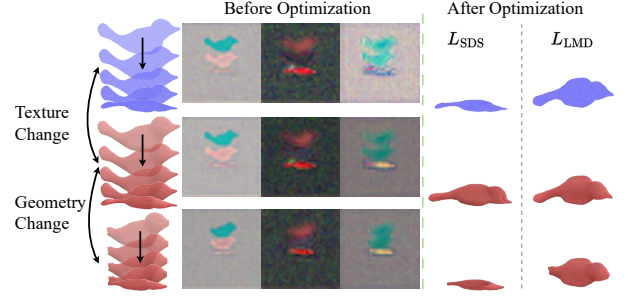 Before Optimization
After Optimization
L_SDS
L_LMD
Texture
Change
Geometry
Change